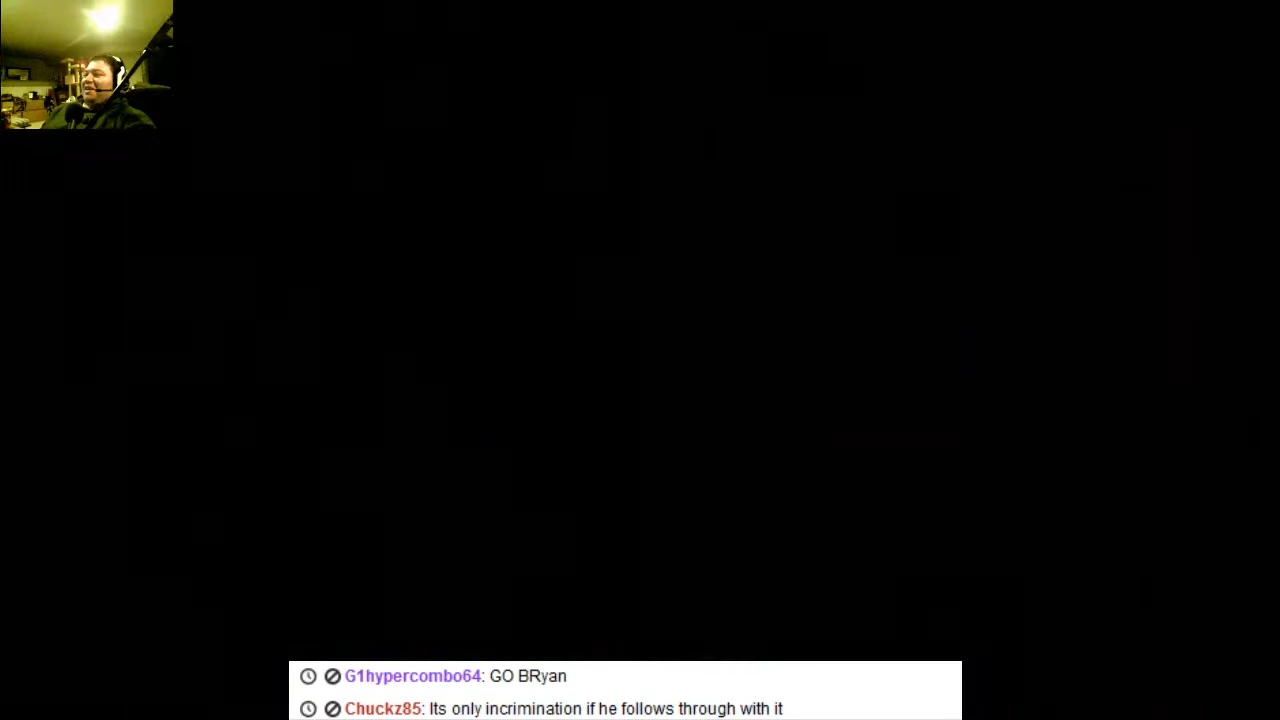 G1hypercombo64: GO BRyan
Chuckz85: Its only incrimination if he follows through with it